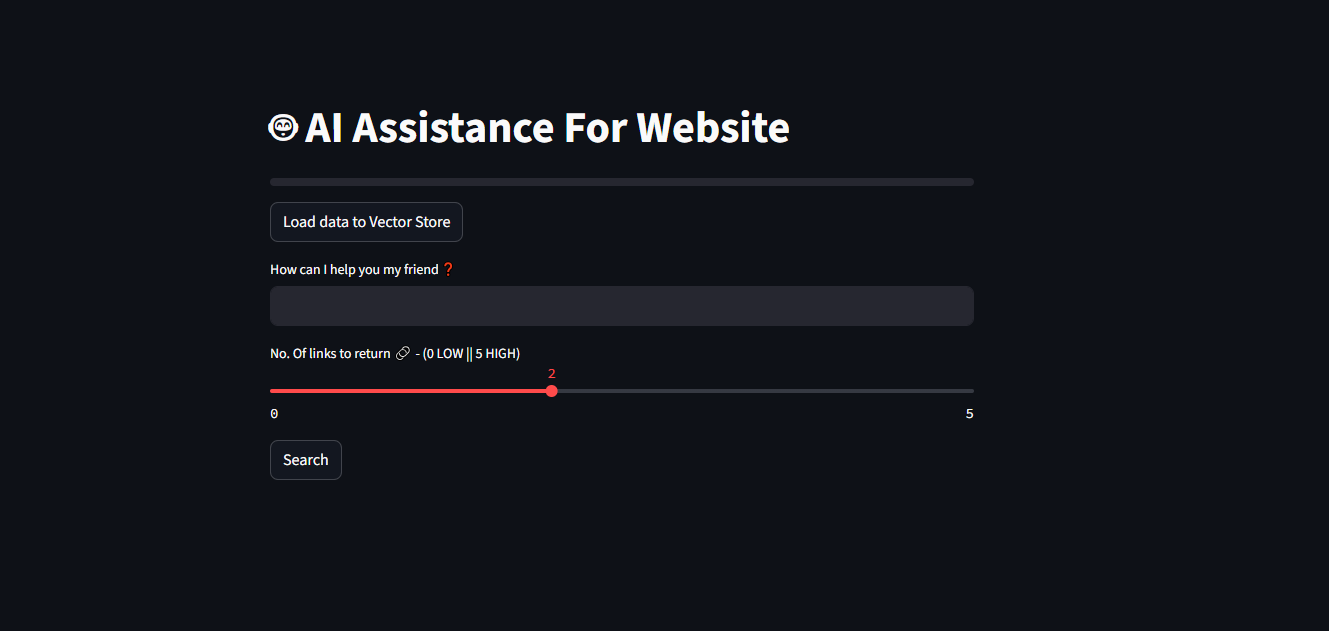 AI Assistance For Website
Load data to Vector Store
How can I help you my friend ❓
No. Of links to return 🔗 - (0 LOW || 5 HIGH)
2
0 5
Search